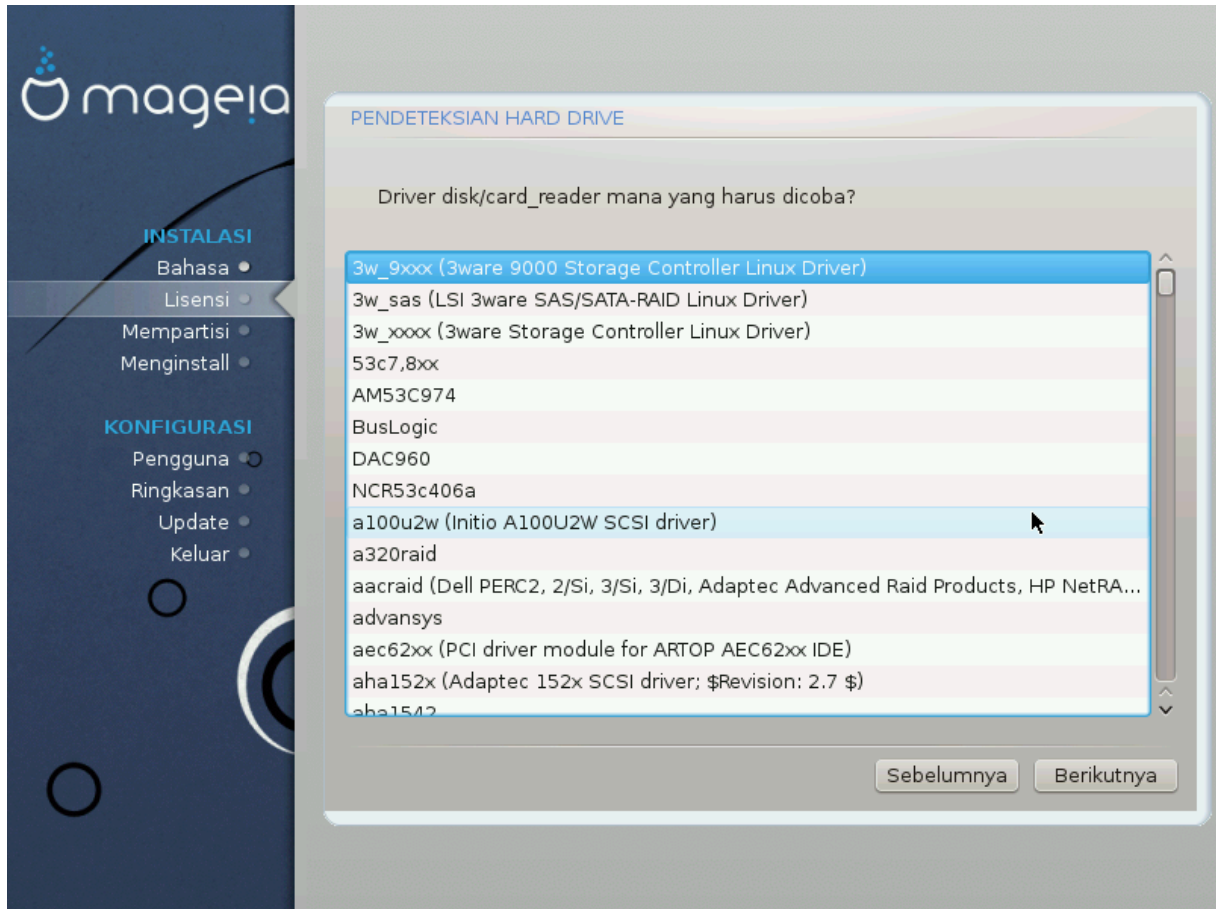 mageia
INSTALASI
Bahasa
Lisensi
Mempartisi
Menginstall
KONFIGURASI
Pengguna
Ringkasan
Update
Keluar
PENDETEKSIAN HARD DRIVE
Driver disk/card_reader mana yang harus dicoba?
3w_9xxx (3ware 9000 Storage Controller Linux Driver)
3w_sas (LSI 3ware SAS/SATA-RAID Linux Driver)
3w_xxxx (3ware Storage Controller Linux Driver)
53c7,8xx
AM53C974
BusLogic
DAC960
NCR53c406a
a100u2w (Initio A100U2W SCSI driver)
a320raid
aacraid (Dell PERC2, 2/Si, 3/Si, 3/Di, Adaptec Advanced Raid Products, HP NetRA...
advansys
aec62xx (PCI driver module for ARTOP AEC62xx IDE)
aha152x (Adaptec 152x SCSI driver; $Revision: 2.7 $)
aha1542
Sebelumnya
Berikutnya